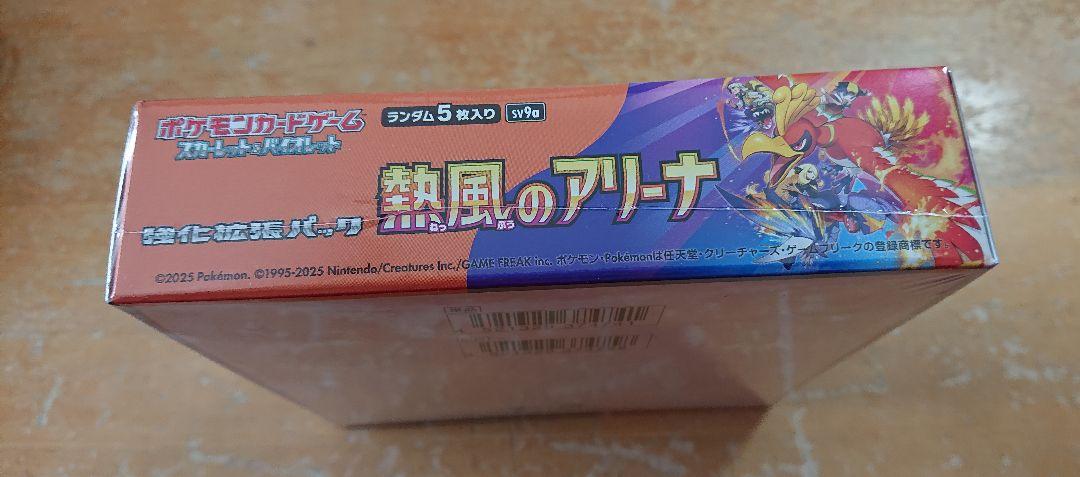 ポケモンカードゲーム
スカーレット&バイオレット
ランダム5枚入り
sv9a
強化拡張パック
熱風のアリーナ
ねっ ぷう
©2025 Pokémon. ©1995-2025 Nintendo/Creatures Inc./GAME FREAK inc. ポケモン・Pokémonは任天堂・クリーチャーズ・ゲームフリークの登録商標です。